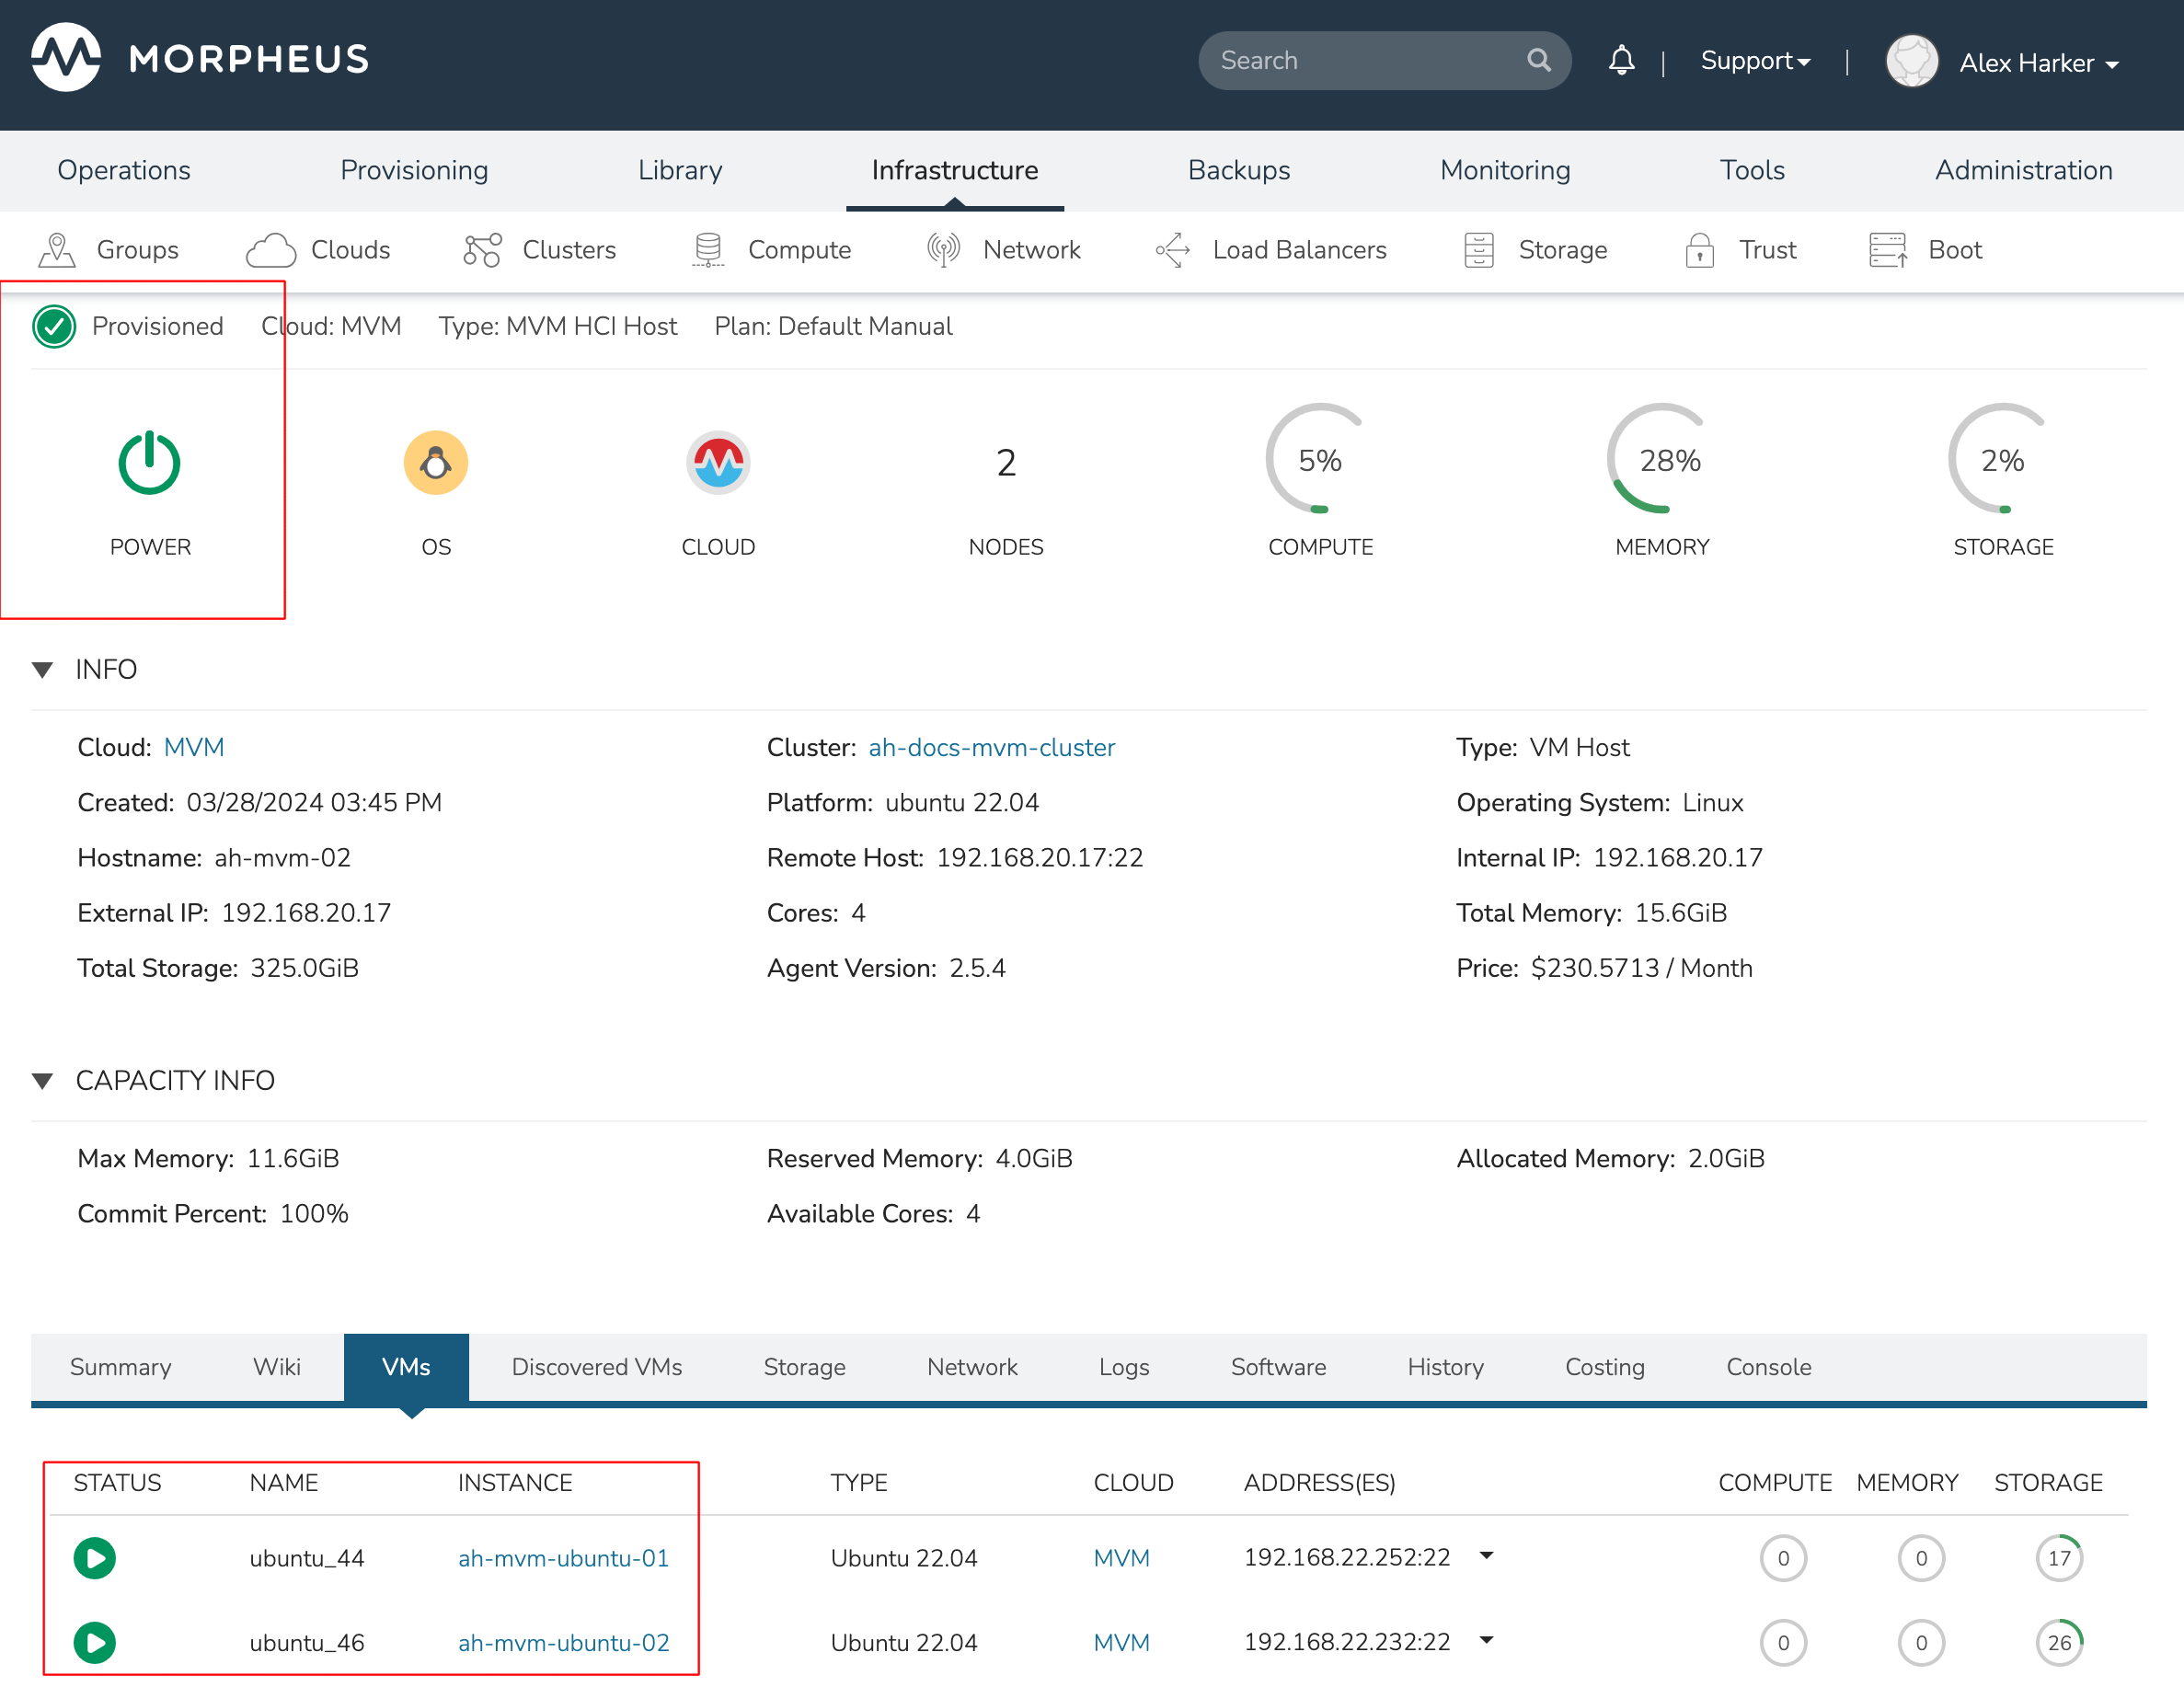 MORPHEUS
Search | Support | Alex Harker
Operations Provisioning Library Infrastructure Backups Monitoring Tools Administration
Groups Clouds Clusters Compute Network Load Balancers Storage Trust Boot
Provisioned Cloud: MVM Type: MVM HCI Host Plan: Default Manual
2 5% 28% 2%
POWER OS CLOUD NODES COMPUTE MEMORY STORAGE
INFO
Cloud: MVM Cluster: ah-docs-mvm-cluster Type: VM Host
Created: 03/28/2024 03:45 PM Platform: ubuntu 22.04 Operating System: Linux
Hostname: ah-mvm-02 Remote Host: 192.168.20.17:22 Internal IP: 192.168.20.17
External IP: 192.168.20.17 Cores: 4 Total Memory: 15.6GiB
Total Storage: 325.0GiB Agent Version: 2.5.4 Price: $230.5713 / Month
CAPACITY INFO
Max Memory: 11.6GiB Reserved Memory: 4.0GiB Allocated Memory: 2.0GiB
Commit Percent: 100% Available Cores: 4
Summary Wiki VMs Discovered VMs Storage Network Logs Software History Costing Console
STATUS NAME INSTANCE TYPE CLOUD ADDRESS(ES) COMPUTE MEMORY STORAGE
ubuntu_44 ah-mvm-ubuntu-01 Ubuntu 22.04 MVM 192.168.22.252:22 0 0 17
ubuntu_46 ah-mvm-ubuntu-02 Ubuntu 22.04 MVM 192.168.22.232:22 0 0 26